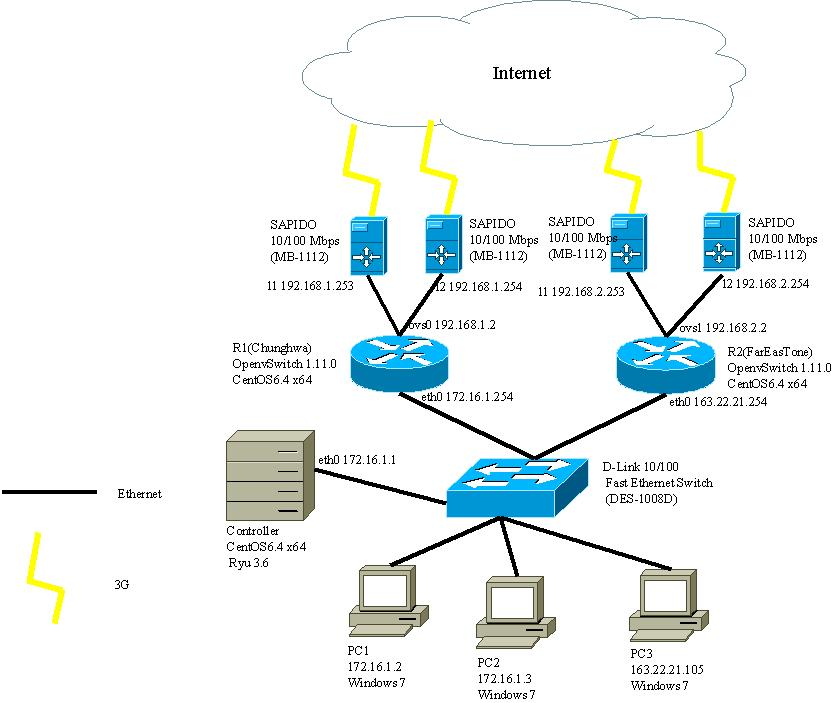 Internet
SAPIDO
10/100 Mbps
(MB-1112)
SAPIDO
10/100 Mbps
(MB-1112)
SAPIDO
10/100 Mbps
(MB-1112)
SAPIDO
10/100 Mbps
(MB-1112)
l1 192.168.1.253
l2 192.168.1.254
l1 192.168.2.253
l2 192.168.2.254
ovs0 192.168.1.2
ovs1 192.168.2.2
R1(Chunghwa)
OpenvSwitch 1.11.0
CentOS6.4 x64
R2(FarEasTone)
OpenvSwitch 1.11.0
CentOS6.4 x64
eth0 172.16.1.254
eth0 163.22.21.254
eth0 172.16.1.1
D-Link 10/100
Fast Ethernet Switch
(DES-1008D)
Ethernet
Controller
CentOS6.4 x64
Ryu 3.6
3G
PC1
172.16.1.2
Windows 7
PC2
172.16.1.3
Windows 7
PC3
163.22.21.105
Windows 7